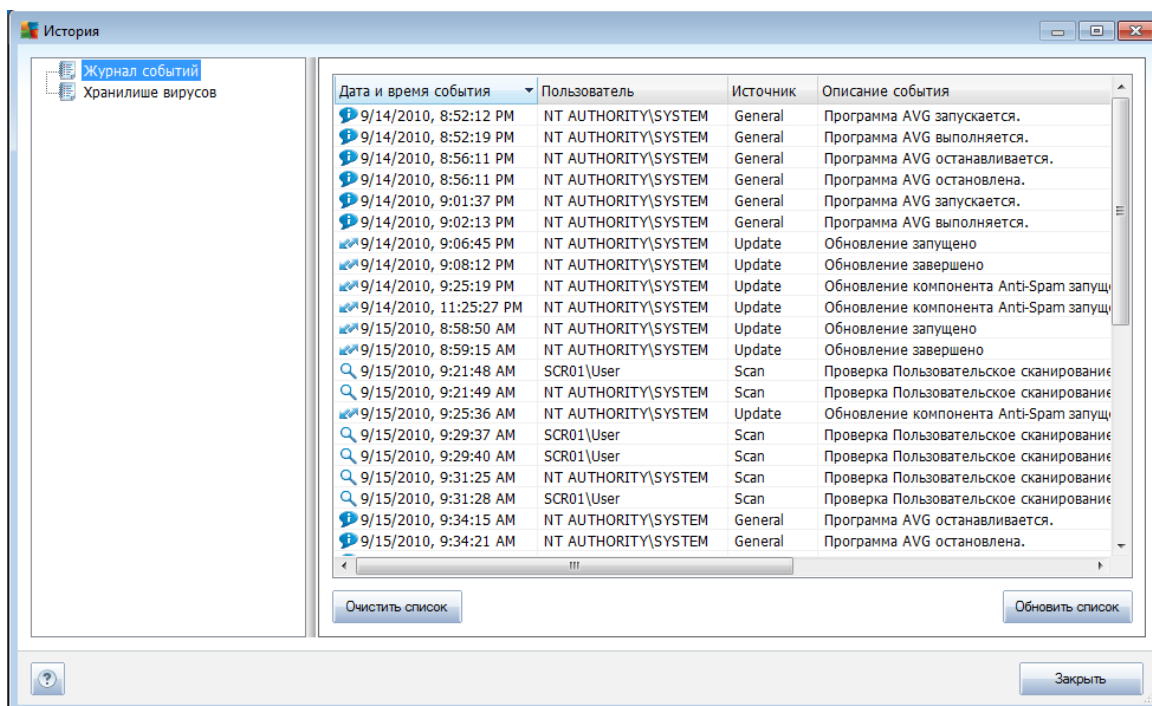 История
Журнал событий
Хранилише вирусов
Дата и время события Пользователь Источник Описание события
9/14/2010, 8:52:12 PM NT AUTHORITY\SYSTEM General Программа AVG запускается.
9/14/2010, 8:52:19 PM NT AUTHORITY\SYSTEM General Программа AVG выполняется.
9/14/2010, 8:56:11 PM NT AUTHORITY\SYSTEM General Программа AVG останавливается.
9/14/2010, 8:56:11 PM NT AUTHORITY\SYSTEM General Программа AVG остановлена.
9/14/2010, 9:01:37 PM NT AUTHORITY\SYSTEM General Программа AVG запускается.
9/14/2010, 9:02:13 PM NT AUTHORITY\SYSTEM General Программа AVG выполняется.
9/14/2010, 9:06:45 PM NT AUTHORITY\SYSTEM Update Обновление запущено
9/14/2010, 9:08:12 PM NT AUTHORITY\SYSTEM Update Обновление завершено
9/14/2010, 9:25:19 PM NT AUTHORITY\SYSTEM Update Обновление компонента Anti-Spam запущ
9/14/2010, 11:25:27 PM NT AUTHORITY\SYSTEM Update Обновление компонента Anti-Spam запущ
9/15/2010, 8:58:50 AM NT AUTHORITY\SYSTEM Update Обновление запущено
9/15/2010, 8:59:15 AM NT AUTHORITY\SYSTEM Update Обновление завершено
9/15/2010, 9:21:48 AM SCR01\User Scan Проверка Пользовательское сканирование
9/15/2010, 9:21:49 AM NT AUTHORITY\SYSTEM Scan Проверка Пользовательское сканирование
9/15/2010, 9:25:36 AM NT AUTHORITY\SYSTEM Update Обновление компонента Anti-Spam запущ
9/15/2010, 9:29:37 AM SCR01\User Scan Проверка Пользовательское сканирование
9/15/2010, 9:29:40 AM SCR01\User Scan Проверка Пользовательское сканирование
9/15/2010, 9:31:25 AM NT AUTHORITY\SYSTEM Scan Проверка Пользовательское сканирование
9/15/2010, 9:31:28 AM SCR01\User Scan Проверка Пользовательское сканирование
9/15/2010, 9:34:15 AM NT AUTHORITY\SYSTEM General Программа AVG останавливается.
9/15/2010, 9:34:21 AM NT AUTHORITY\SYSTEM General Программа AVG остановлена.
Очистить список Обновить список
Закрыть